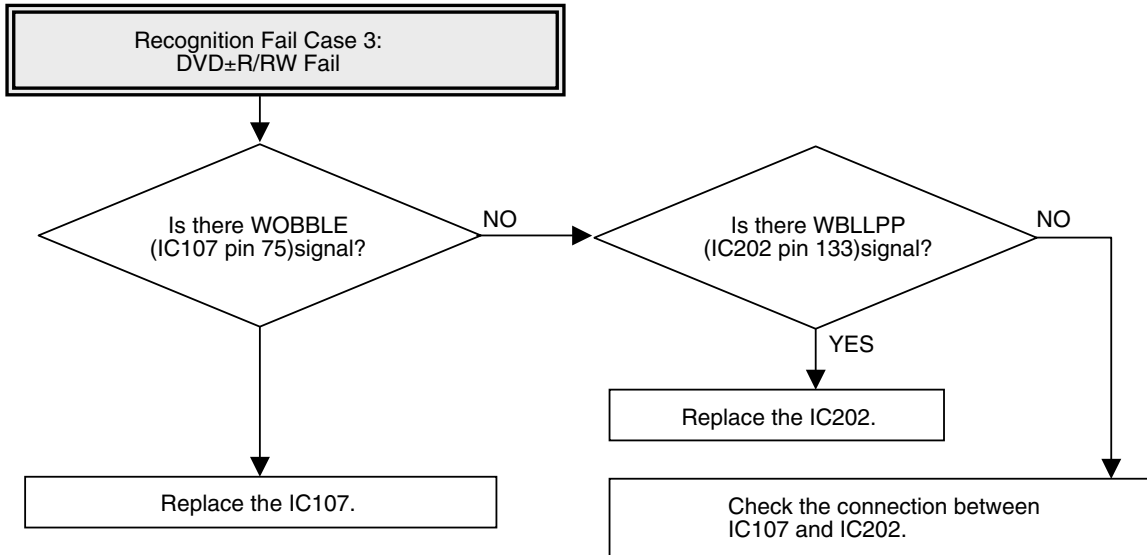 Recognition Fail Case 3:
DVD±R/RW Fail
Is there WOBBLE
(IC107 pin 75)signal?
NO
Is there WBLLPP
(IC202 pin 133)signal?
NO
YES
Replace the IC202.
Replace the IC107.
Check the connection between
IC107 and IC202.